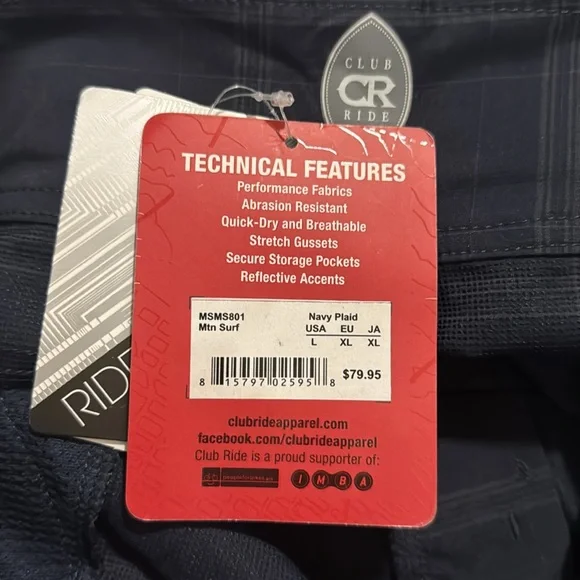 CLUB
CR
RIDE
RIDE
TECHNICAL FEATURES
Performance Fabrics
Abrasion Resistant
Quick-Dry and Breathable
Stretch Gussets
Secure Storage Pockets
Reflective Accents
MSMS801 Navy Plaid
Mtn Surf USA EU JA
L XL XL
8 15797 02595 8 $79.95
clubrideapparel.com
facebook.com/clubrideapparel
Club Ride is a proud supporter of:
IMBA